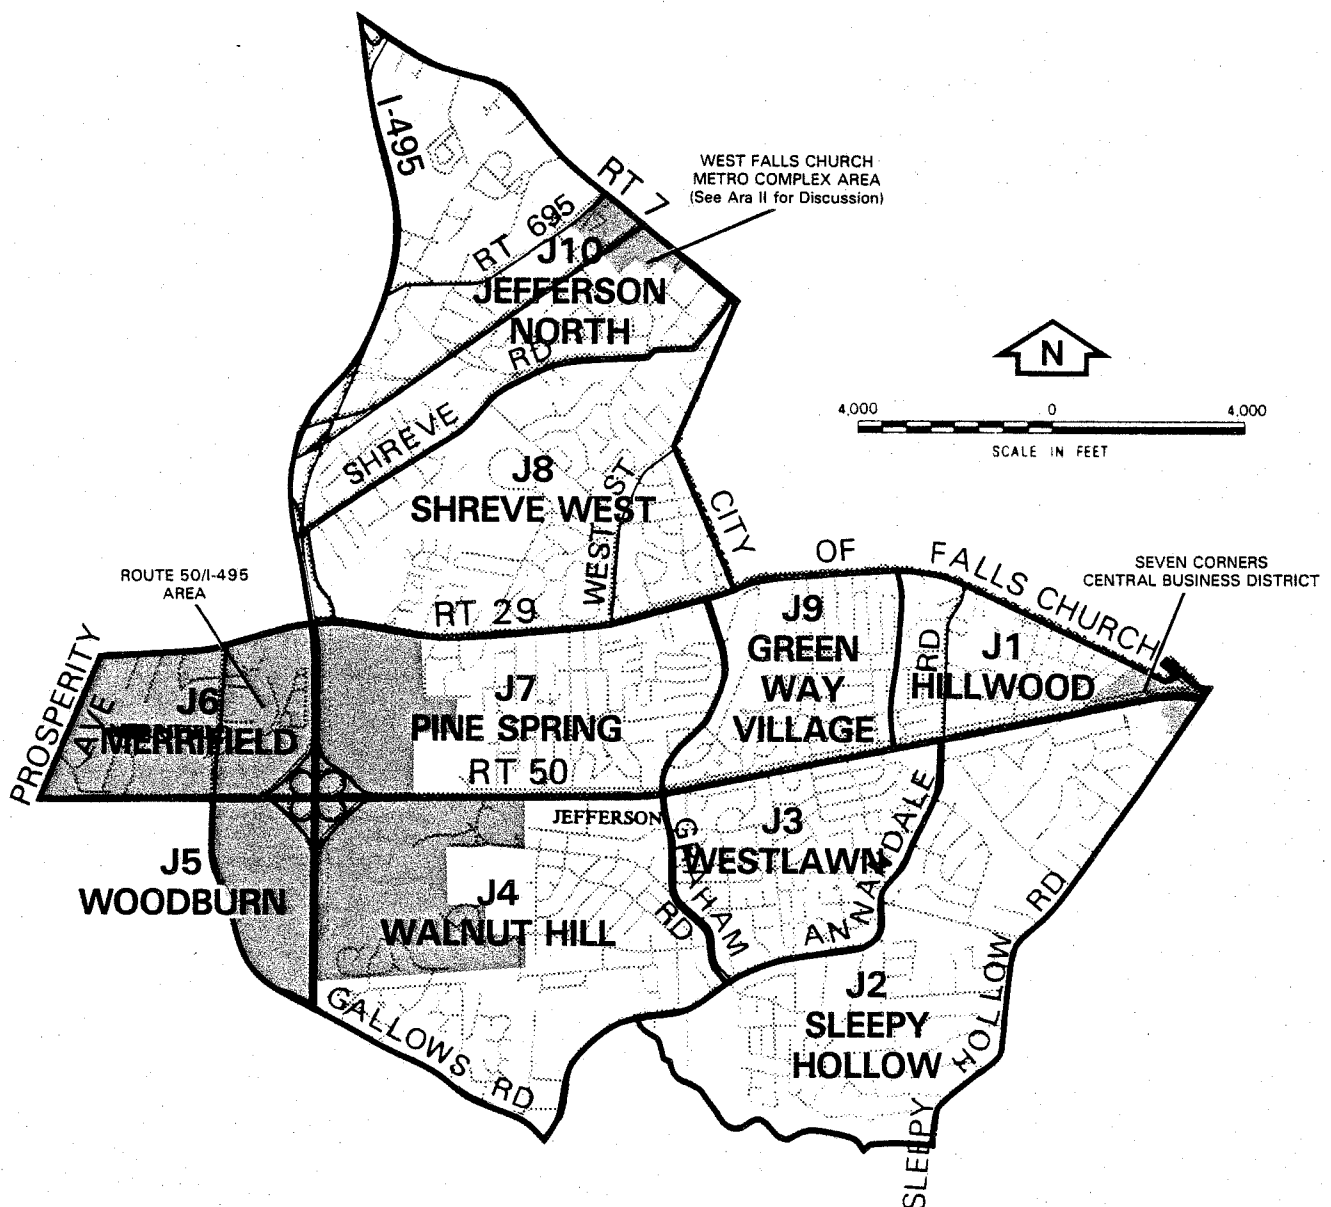 I-495
RT 7
WEST FALLS CHURCH
METRO COMPLEX AREA
(See Ara II for Discussion)
RT 695
J10
JEFFERSON
NORTH
SHREVE RD
N
4,000 0 4,000
SCALE IN FEET
J8
SHREVE WEST
WEST ST
CITY OF FALLS CHURCH
SEVEN CORNERS
CENTRAL BUSINESS DISTRICT
ROUTE 50/I-495
AREA
RT 29
PROSPERITY
AVE
J6
MERRIFIELD
J7
PINE SPRING
RT 50
J9
GREEN
WAY
VILLAGE
J1
HILLWOOD
JEFFERSON
J5
WOODBURN
J4
WALNUT HILL
GRAHAM
RD
J3
WESTLAWN
ANNANDALE RD
GALLOWS RD
J2
SLEEPY
HOLLOW
SLEEPY HOLLOW RD